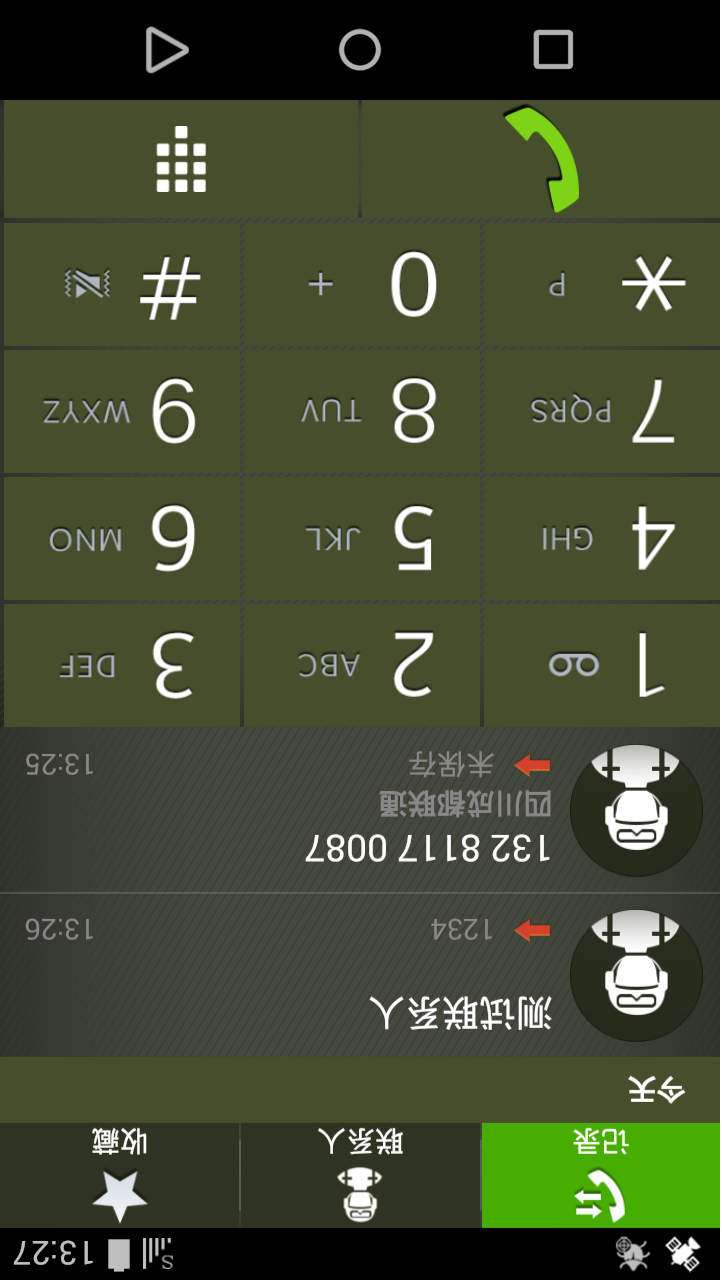 S 13:27
记录 联系人 收藏
今天
测试联系人
1234 13:26
132 8117 0087
四川成都联通
未保存 13:25
1 2 ABC 3 DEF
4 GHI 5 JKL 6 MNO
7 PQRS 8 TUV 9 WXYZ
* P 0 + #